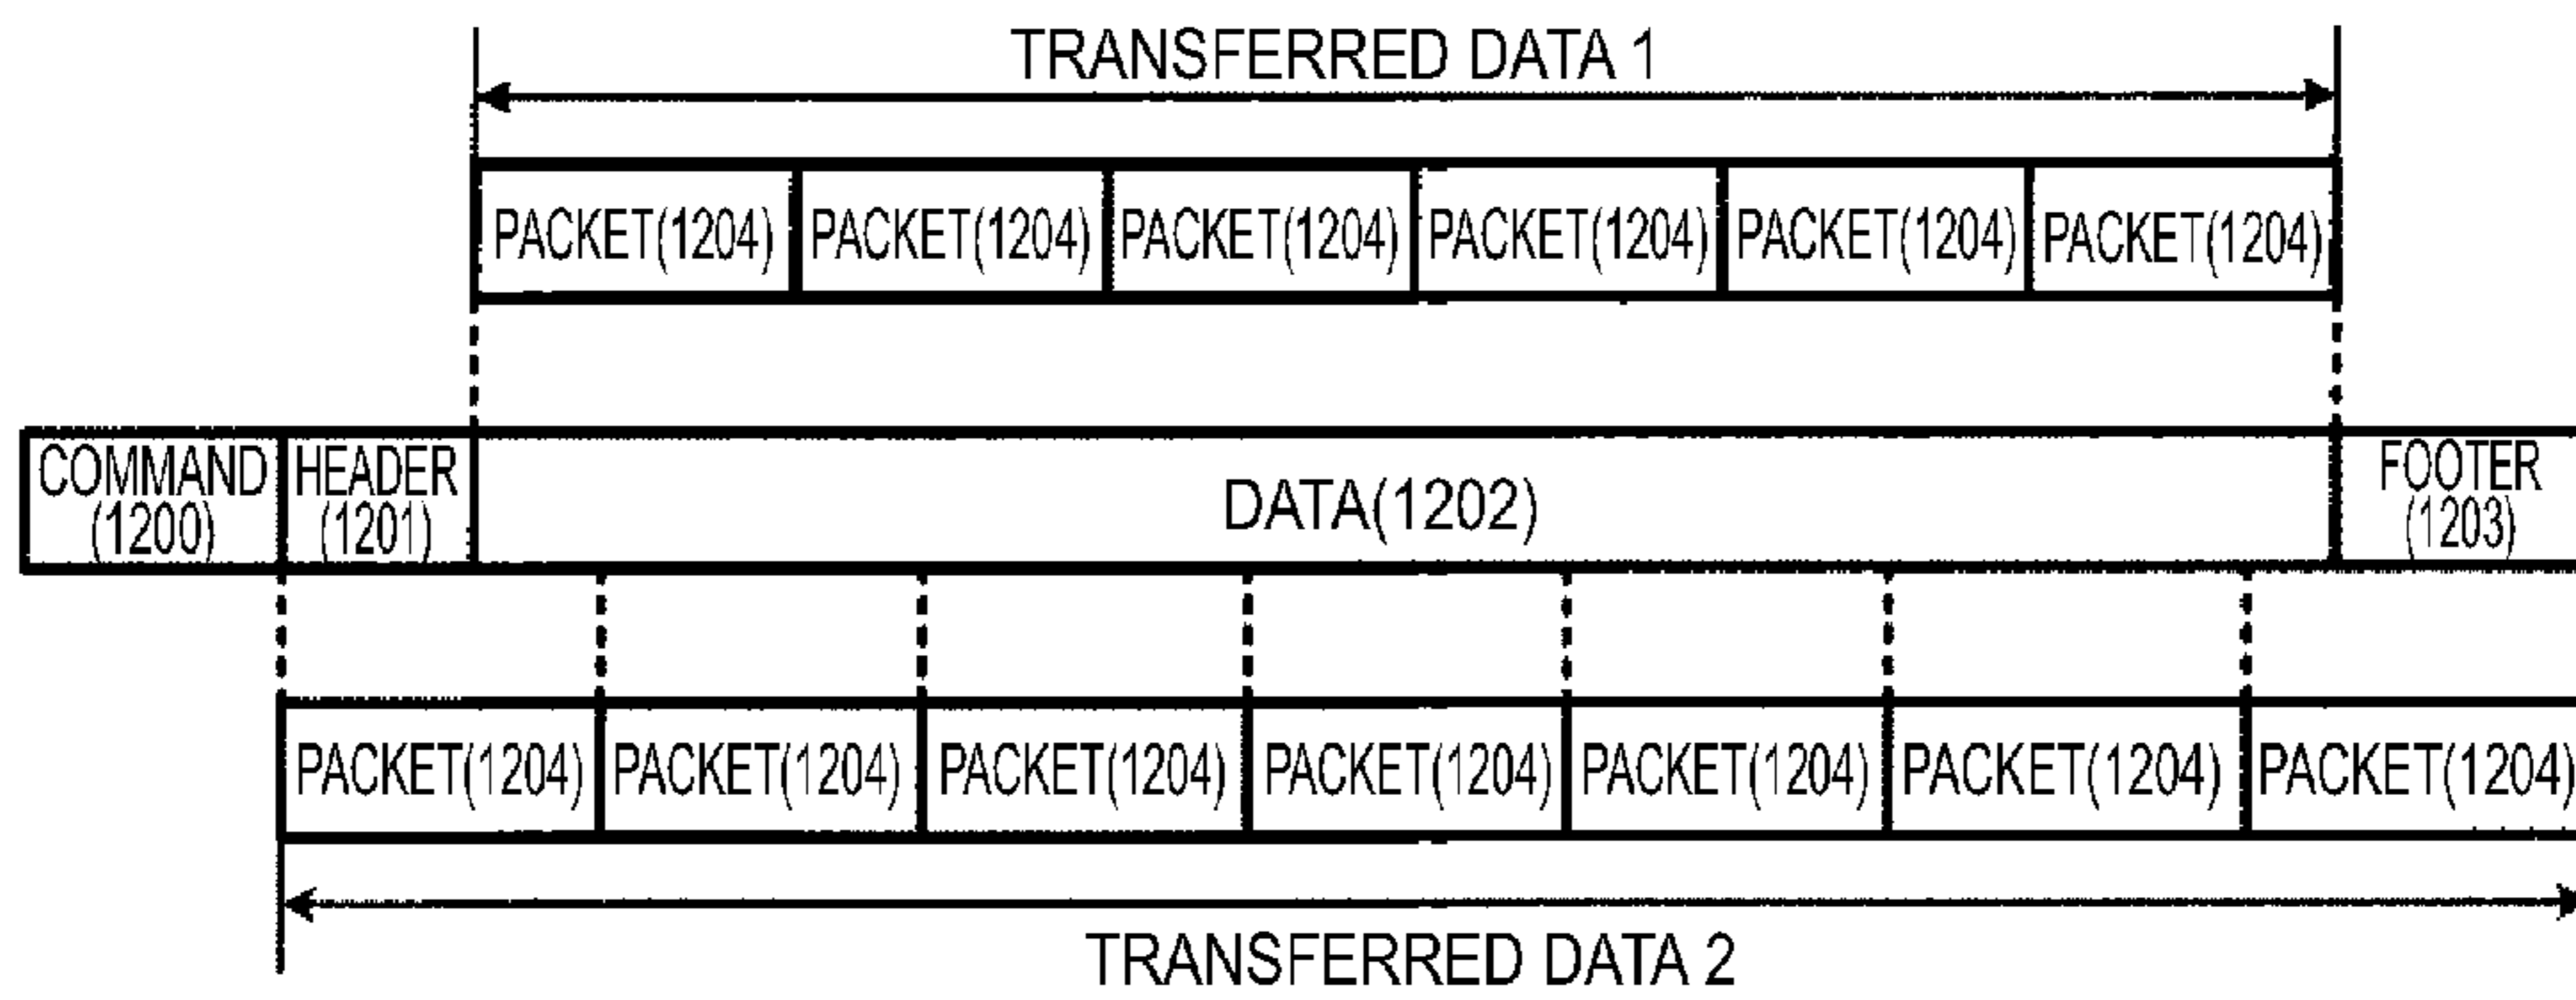 TRANSFERRED DATA 1
PACKET(1204) PACKET(1204) PACKET(1204) PACKET(1204) PACKET(1204) PACKET(1204)
COMMAND HEADER DATA(1202) FOOTER
(1200) (1201) (1203)
PACKET(1204) PACKET(1204) PACKET(1204) PACKET(1204) PACKET(1204) PACKET(1204) PACKET(1204)
TRANSFERRED DATA 2